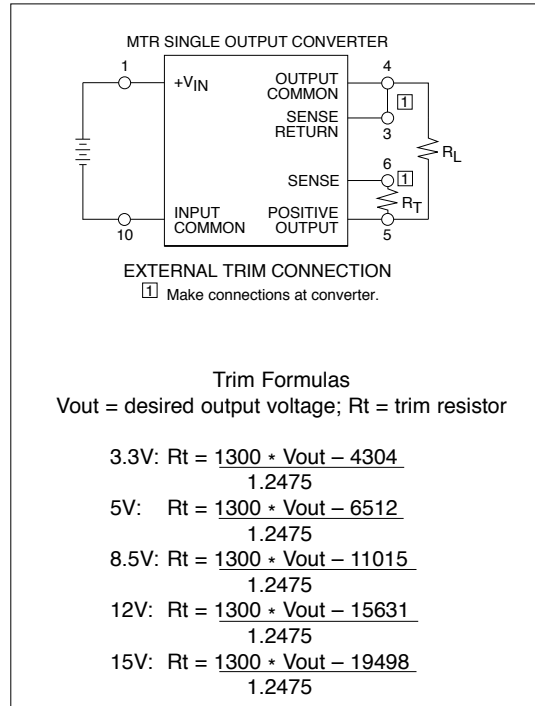 MTR SINGLE OUTPUT CONVERTER
1
+VIN
OUTPUT
COMMON
4
1
SENSE
RETURN
3
RL
6
SENSE
1
RT
10
INPUT
COMMON
POSITIVE
OUTPUT
5
EXTERNAL TRIM CONNECTION
1 Make connections at converter.
Trim Formulas
Vout = desired output voltage; Rt = trim resistor
3.3V: Rt = 1300 * Vout – 4304
1.2475
5V: Rt = 1300 * Vout – 6512
1.2475
8.5V: Rt = 1300 * Vout – 11015
1.2475
12V: Rt = 1300 * Vout – 15631
1.2475
15V: Rt = 1300 * Vout – 19498
1.2475